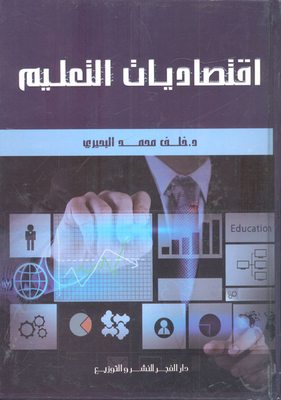 اقتصاديات التعليم
د. خلف محمد البحيري
Education
دار الفجر للنشر والتوزيع